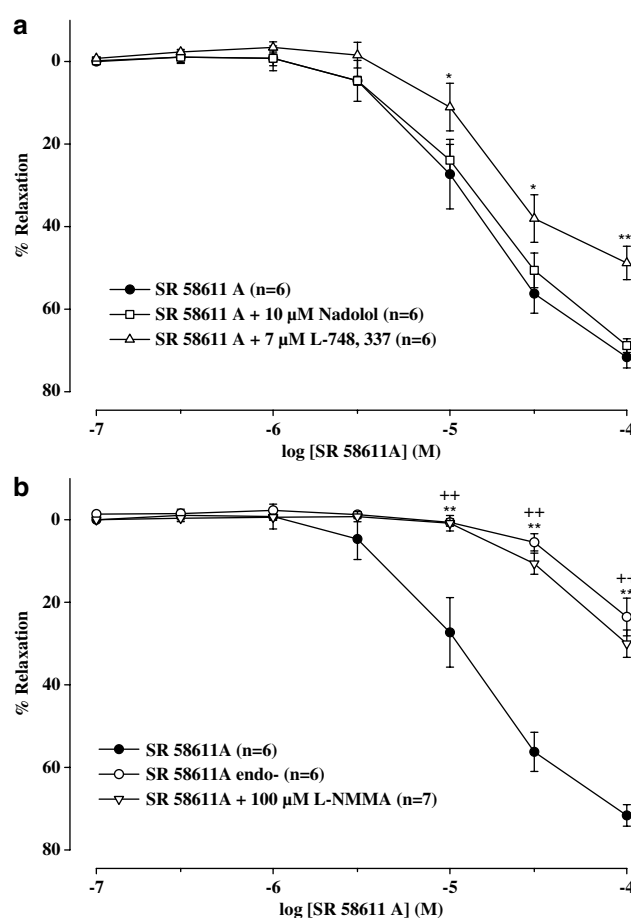 a
0
20
40
60
80
% Relaxation
*
*
**
SR 58611 A (n=6)
SR 58611 A + 10 µM Nadolol (n=6)
SR 58611 A + 7 µM L-748, 337 (n=6)
-7
-6
-5
-4
log [SR 58611A] (M)
b
0
20
40
60
80
% Relaxation
++
**
++
**
++
**
SR 58611A (n=6)
SR 58611A endo- (n=6)
SR 58611A + 100 µM L-NMMA (n=7)
-7
-6
-5
-4
log [SR 58611 A] (M)